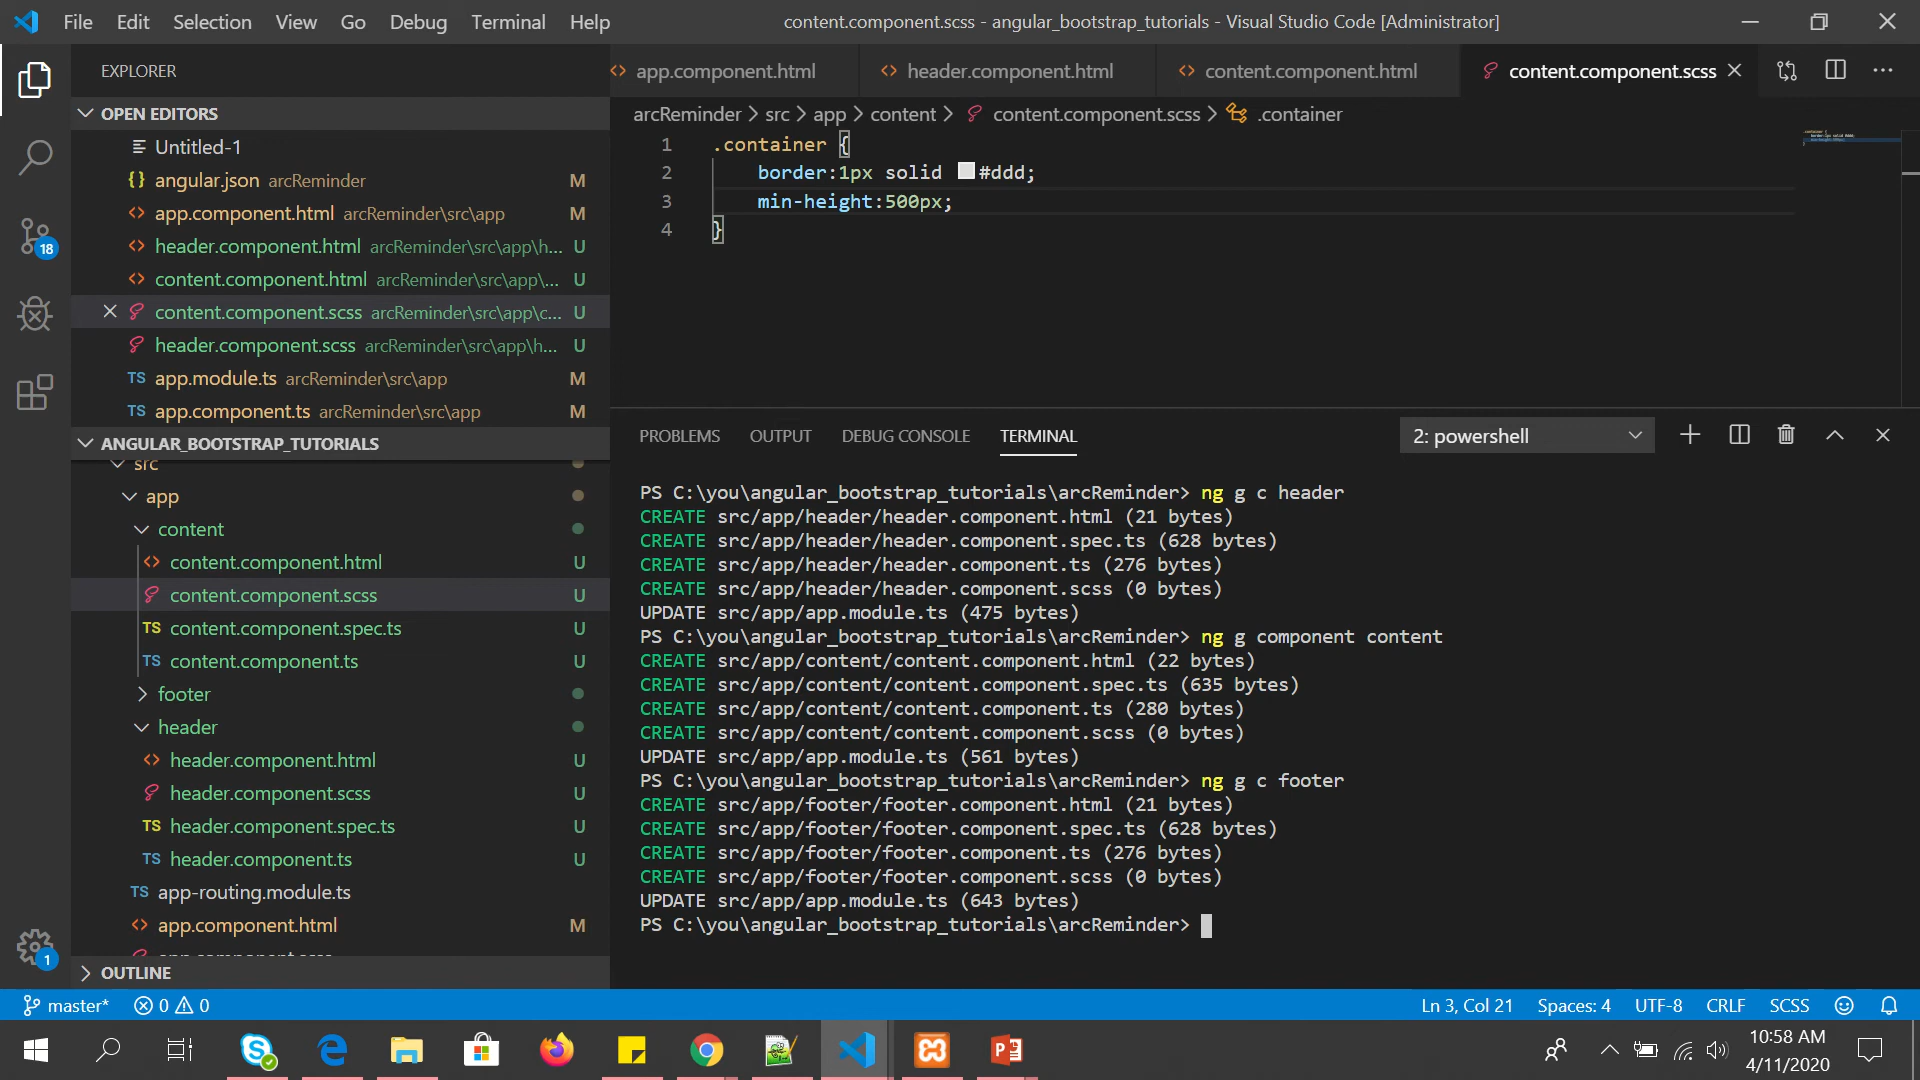 File Edit Selection View Go Debug Terminal Help
content.component.scss - angular_bootstrap_tutorials - Visual Studio Code [Administrator]
EXPLORER
OPEN EDITORS
Untitled-1
angular.json arcReminder M
app.component.html arcReminder\src\app M
header.component.html arcReminder\src\app\h... U
content.component.html arcReminder\src\app\... U
content.component.scss arcReminder\src\app\c... U
header.component.scss arcReminder\src\app\h... U
TS app.module.ts arcReminder\src\app M
TS app.component.ts arcReminder\src\app M
ANGULAR_BOOTSTRAP_TUTORIALS
src
app
content
content.component.html U
content.component.scss U
TS content.component.spec.ts U
TS content.component.ts U
footer
header
header.component.html U
header.component.scss U
TS header.component.spec.ts U
TS header.component.ts U
TS app-routing.module.ts
app.component.html M
OUTLINE
18
1
app.component.html header.component.html content.component.html content.component.scss
arcReminder > src > app > content > content.component.scss > .container
1 .container {
2 border:1px solid #ddd;
3 min-height:500px;
4 }
PROBLEMS OUTPUT DEBUG CONSOLE TERMINAL 2: powershell
PS C:\you\angular_bootstrap_tutorials\arcReminder> ng g c header
CREATE src/app/header/header.component.html (21 bytes)
CREATE src/app/header/header.component.spec.ts (628 bytes)
CREATE src/app/header/header.component.ts (276 bytes)
CREATE src/app/header/header.component.scss (0 bytes)
UPDATE src/app/app.module.ts (475 bytes)
PS C:\you\angular_bootstrap_tutorials\arcReminder> ng g component content
CREATE src/app/content/content.component.html (22 bytes)
CREATE src/app/content/content.component.spec.ts (635 bytes)
CREATE src/app/content/content.component.ts (280 bytes)
CREATE src/app/content/content.component.scss (0 bytes)
UPDATE src/app/app.module.ts (561 bytes)
PS C:\you\angular_bootstrap_tutorials\arcReminder> ng g c footer
CREATE src/app/footer/footer.component.html (21 bytes)
CREATE src/app/footer/footer.component.spec.ts (628 bytes)
CREATE src/app/footer/footer.component.ts (276 bytes)
CREATE src/app/footer/footer.component.scss (0 bytes)
UPDATE src/app/app.module.ts (643 bytes)
PS C:\you\angular_bootstrap_tutorials\arcReminder>
master* 0 0 Ln 3, Col 21 Spaces: 4 UTF-8 CRLF SCSS
10:58 AM
4/11/2020